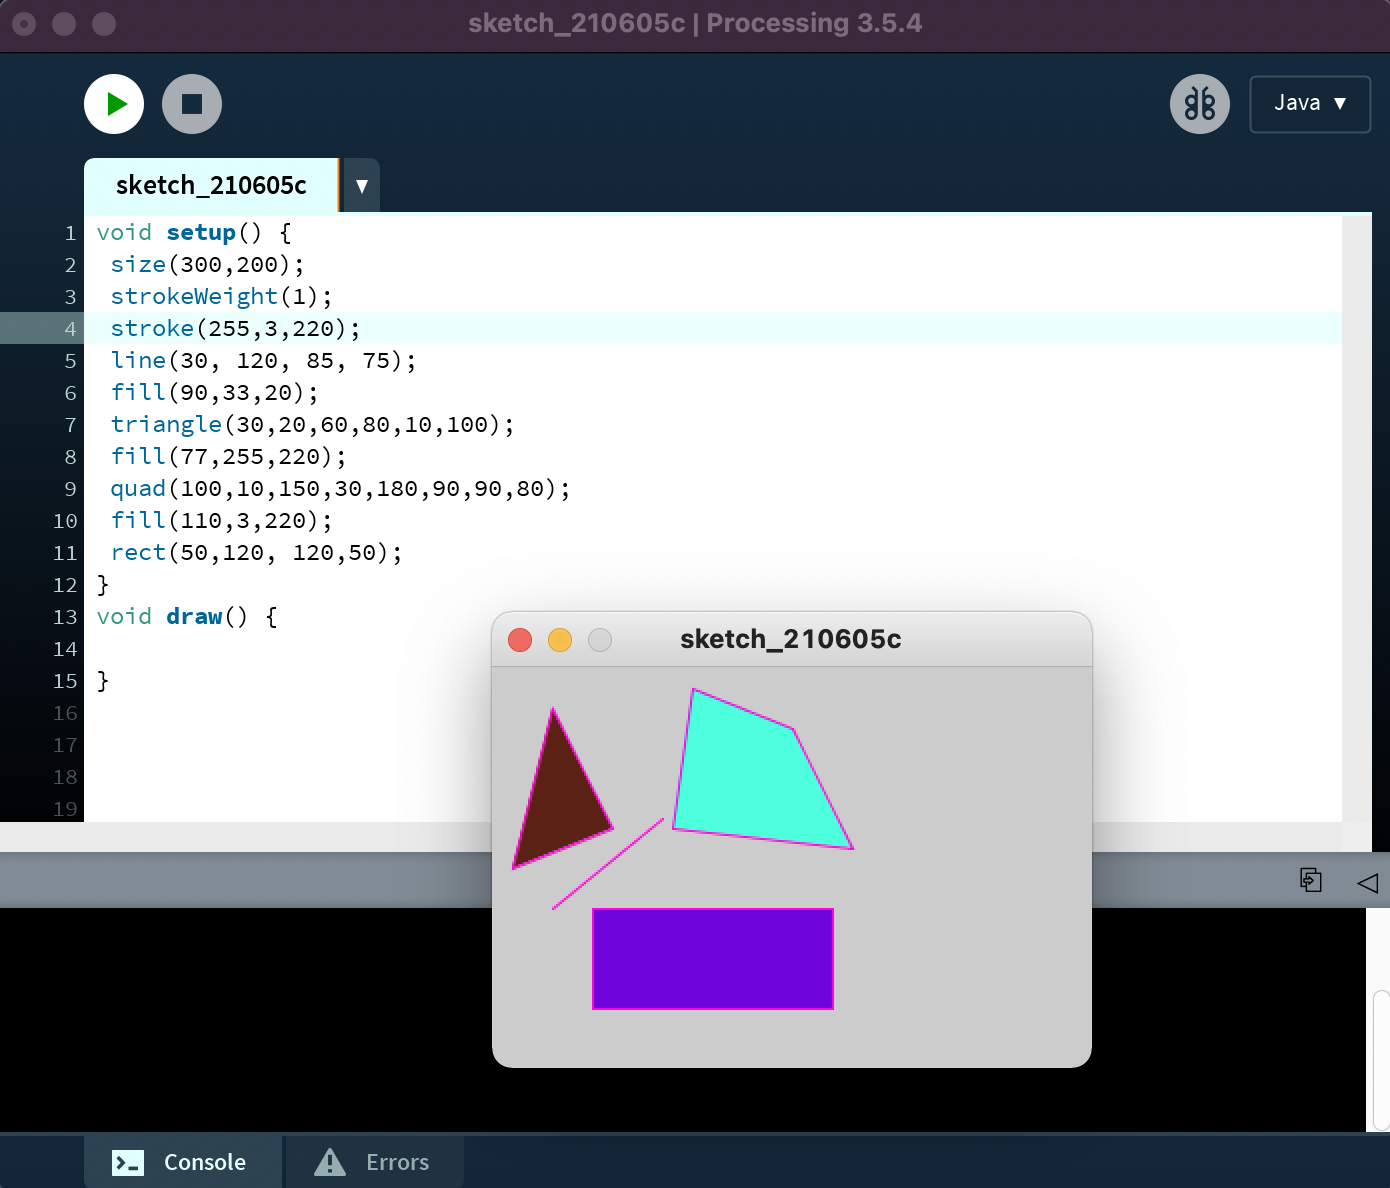 sketch_210605c | Processing 3.5.4
Java ▼
sketch_210605c ▼
1 void setup() {
2 size(300,200);
3 strokeWeight(1);
4 stroke(255,3,220);
5 line(30, 120, 85, 75);
6 fill(90,33,20);
7 triangle(30,20,60,80,10,100);
8 fill(77,255,220);
9 quad(100,10,150,30,180,90,90,80);
10 fill(110,3,220);
11 rect(50,120, 120,50);
12 }
13 void draw() {
14
15 }
16
17
18
19
sketch_210605c
Console
Errors